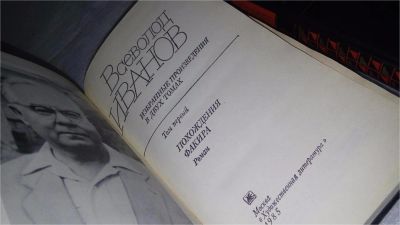 Всеволод
ИВАНОВ
ИЗБРАННЫЕ ПРОИЗВЕДЕНИЯ
В ДВУХ ТОМАХ
Том первый
ПОХОЖДЕНИЯ
ФАКИРА
Роман
Москва
«Художественная литература»
1985